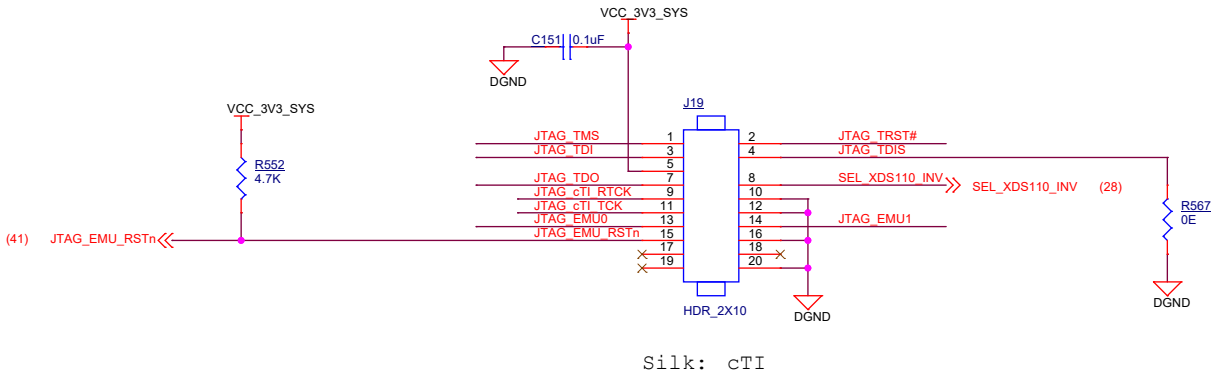 VCC_3V3_SYS
C151 0.1uF
DGND
VCC_3V3_SYS
J19
R552
4.7K
JTAG_TMS 1 2 JTAG_TRST#
JTAG_TDI 3 4 JTAG_TDIS
5
JTAG_TDO 7 8 SEL_XDS110_INV SEL_XDS110_INV (28)
JTAG_cTI_RTCK 9 10
JTAG_cTI_TCK 11 12
JTAG_EMU0 13 14 JTAG_EMU1
(41) JTAG_EMU_RSTn JTAG_EMU_RSTn 15 16
17 18
19 20
R567
0E
HDR_2X10
DGND
DGND
Silk: cTI